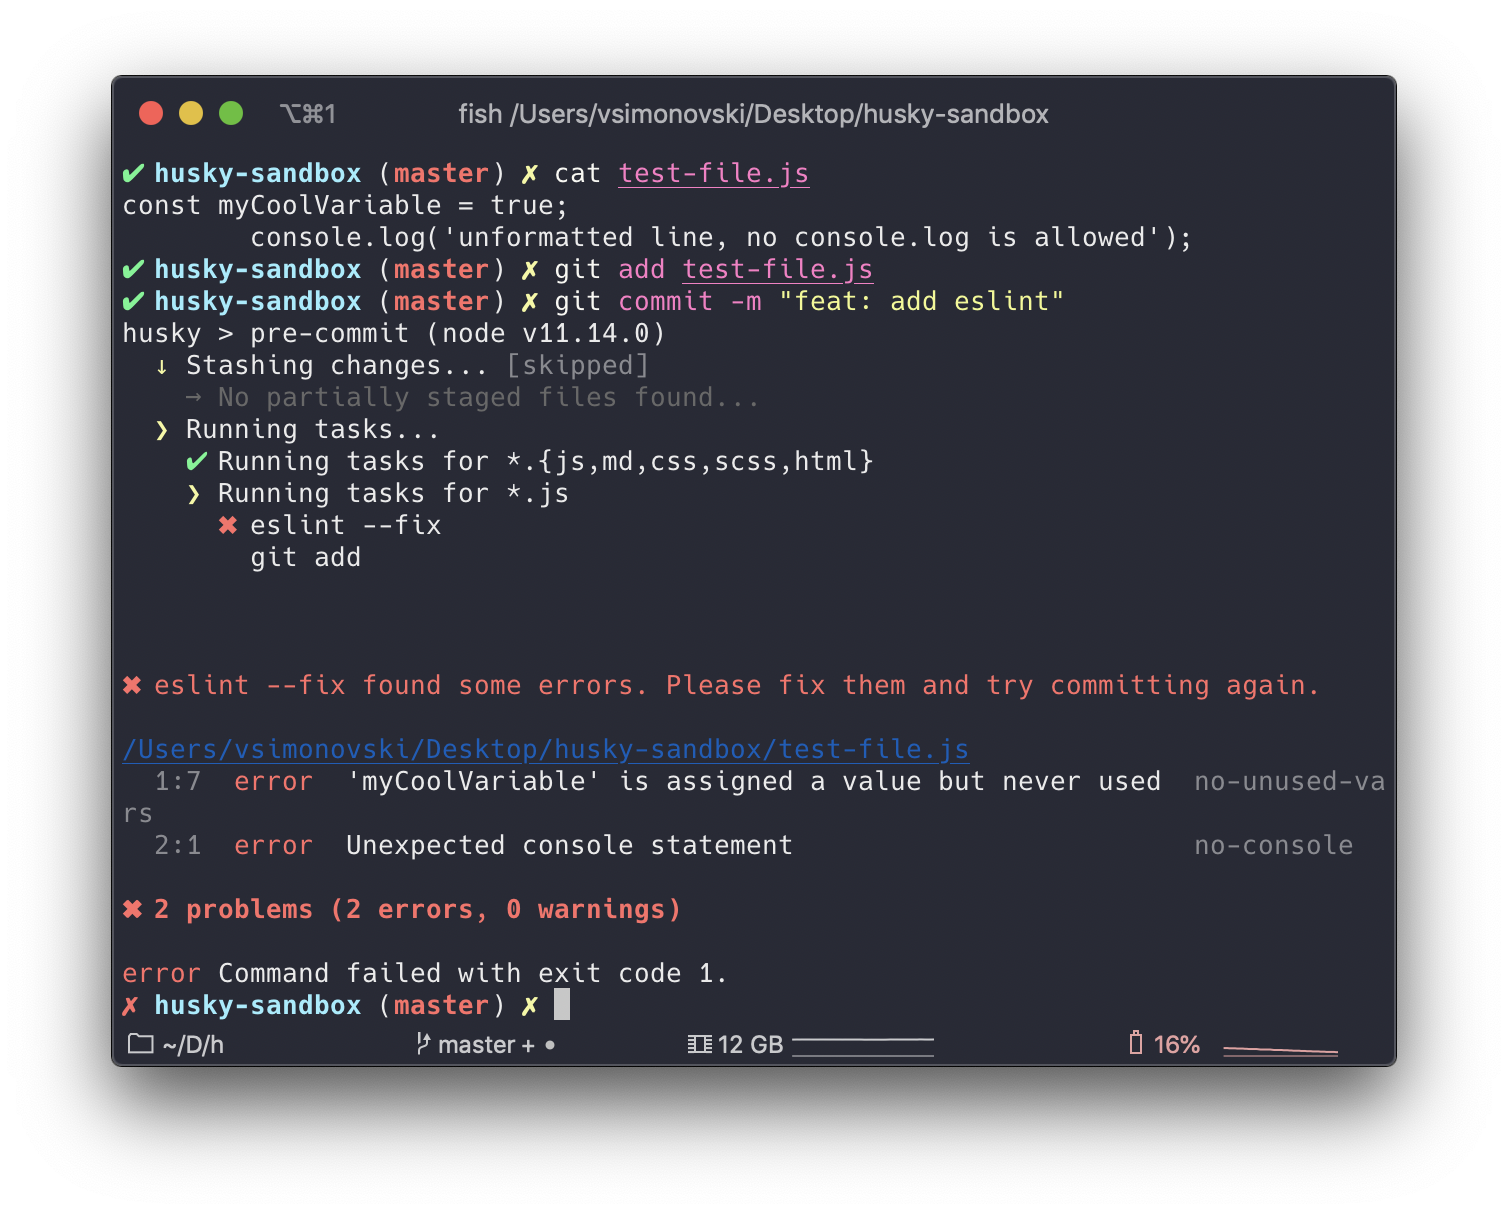 ⌥⌘1 fish /Users/vsimonovski/Desktop/husky-sandbox
✔ husky-sandbox (master) ✗ cat test-file.js
const myCoolVariable = true;
        console.log('unformatted line, no console.log is allowed');
✔ husky-sandbox (master) ✗ git add test-file.js
✔ husky-sandbox (master) ✗ git commit -m "feat: add eslint"
husky > pre-commit (node v11.14.0)
  ↓ Stashing changes... [skipped]
    → No partially staged files found...
  ❯ Running tasks...
    ✔ Running tasks for *.{js,md,css,scss,html}
    ❯ Running tasks for *.js
      ✖ eslint --fix
        git add
✖ eslint --fix found some errors. Please fix them and try committing again.
/Users/vsimonovski/Desktop/husky-sandbox/test-file.js
  1:7  error  'myCoolVariable' is assigned a value but never used  no-unused-va
rs
  2:1  error  Unexpected console statement                         no-console
✖ 2 problems (2 errors, 0 warnings)
error Command failed with exit code 1.
✗ husky-sandbox (master) ✗
~/D/h master + • 12 GB 16%